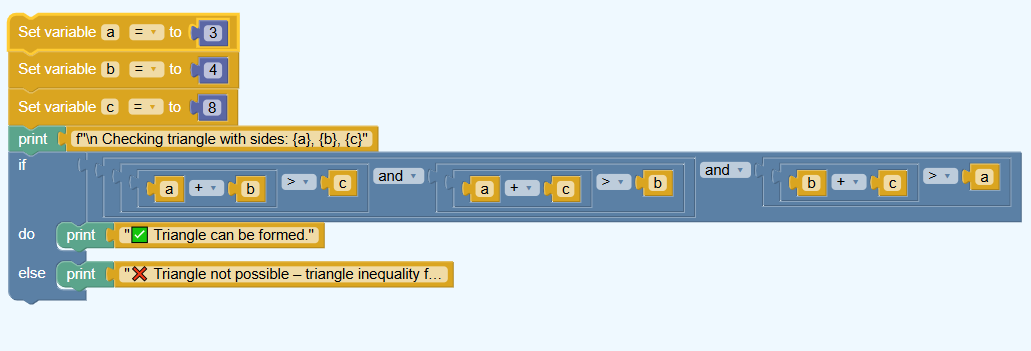 Set variable a = to 3
Set variable b = to 4
Set variable c = to 8
print f"\n Checking triangle with sides: {a}, {b}, {c}"
if a + b > c and a + c > b and b + c > a
do print "✅ Triangle can be formed."
else print "❌ Triangle not possible – triangle inequality f...